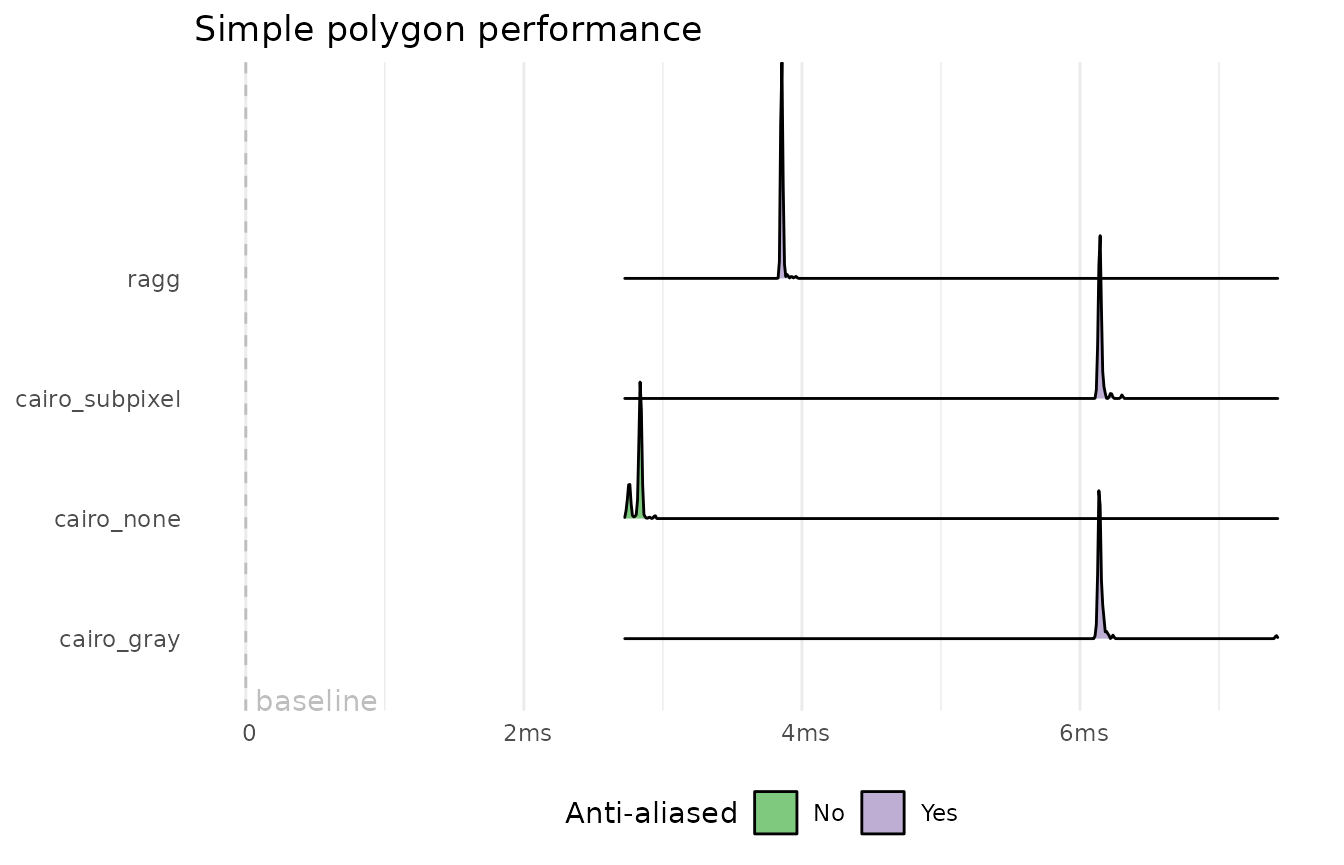 Simple polygon performance
ragg
cairo_subpixel
cairo_none
cairo_gray
baseline
0 2ms 4ms 6ms
Anti-aliased No Yes